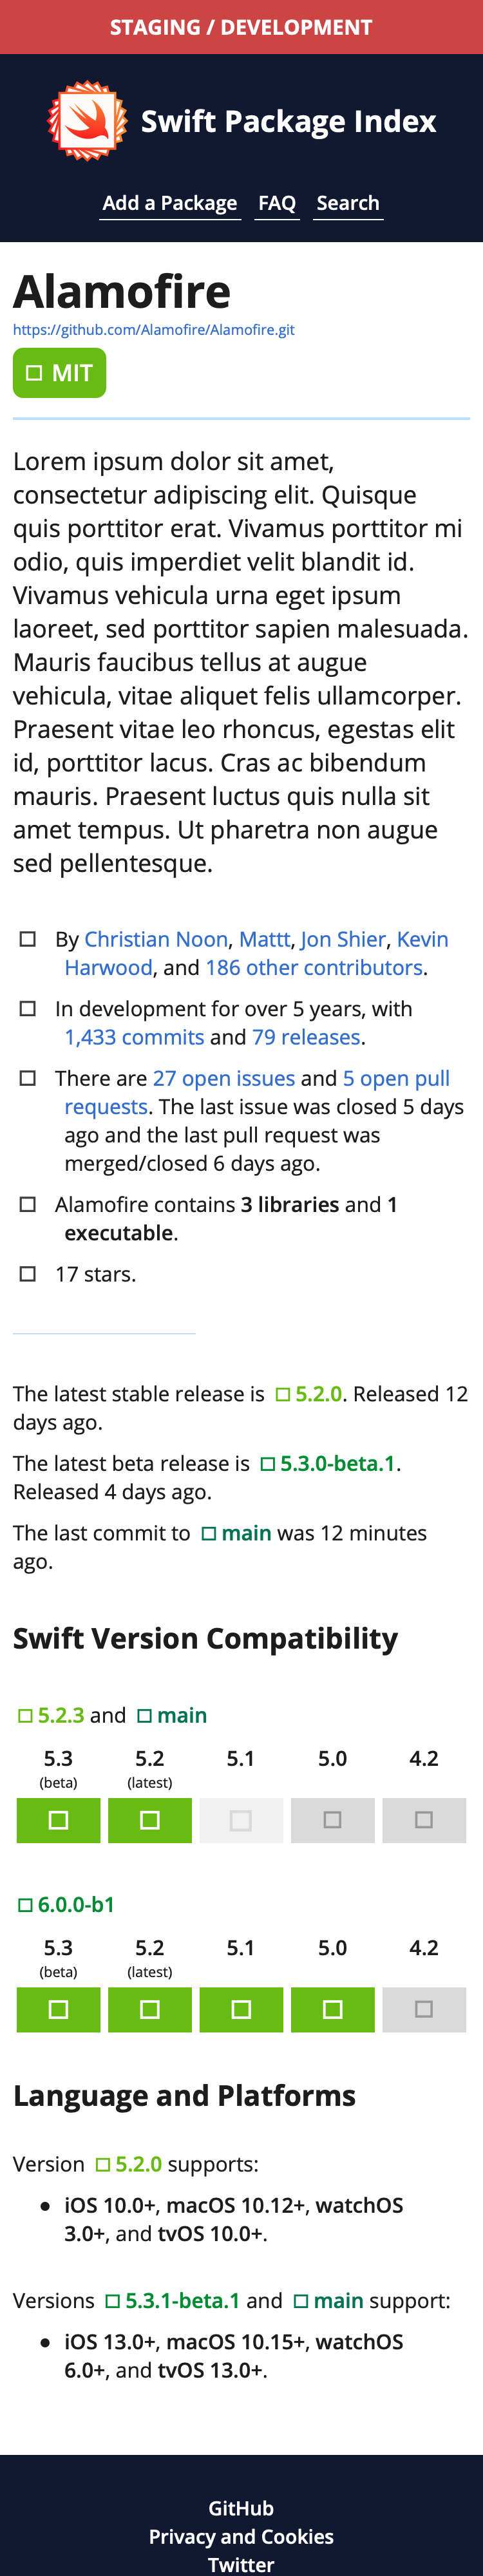 STAGING / DEVELOPMENT
Swift Package Index
Add a Package FAQ Search
Alamofire
https://github.com/Alamofire/Alamofire.git
MIT
Lorem ipsum dolor sit amet,
consectetur adipiscing elit. Quisque
quis porttitor erat. Vivamus porttitor mi
odio, quis imperdiet velit blandit id.
Vivamus vehicula urna eget ipsum
laoreet, sed porttitor sapien malesuada.
Mauris faucibus tellus at augue
vehicula, vitae aliquet felis ullamcorper.
Praesent vitae leo rhoncus, egestas elit
id, porttitor lacus. Cras ac bibendum
mauris. Praesent luctus quis nulla sit
amet tempus. Ut pharetra non augue
sed pellentesque.
By Christian Noon, Mattt, Jon Shier, Kevin
Harwood, and 186 other contributors.
In development for over 5 years, with
1,433 commits and 79 releases.
There are 27 open issues and 5 open pull
requests. The last issue was closed 5 days
ago and the last pull request was
merged/closed 6 days ago.
Alamofire contains 3 libraries and 1
executable.
17 stars.
The latest stable release is 5.2.0. Released 12
days ago.
The latest beta release is 5.3.0-beta.1.
Released 4 days ago.
The last commit to main was 12 minutes
ago.
Swift Version Compatibility
5.2.3 and main
5.3 5.2 5.1 5.0 4.2
(beta) (latest)
6.0.0-b1
5.3 5.2 5.1 5.0 4.2
(beta) (latest)
Language and Platforms
Version 5.2.0 supports:
• iOS 10.0+, macOS 10.12+, watchOS
3.0+, and tvOS 10.0+.
Versions 5.3.1-beta.1 and main support:
• iOS 13.0+, macOS 10.15+, watchOS
6.0+, and tvOS 13.0+.
GitHub
Privacy and Cookies
Twitter